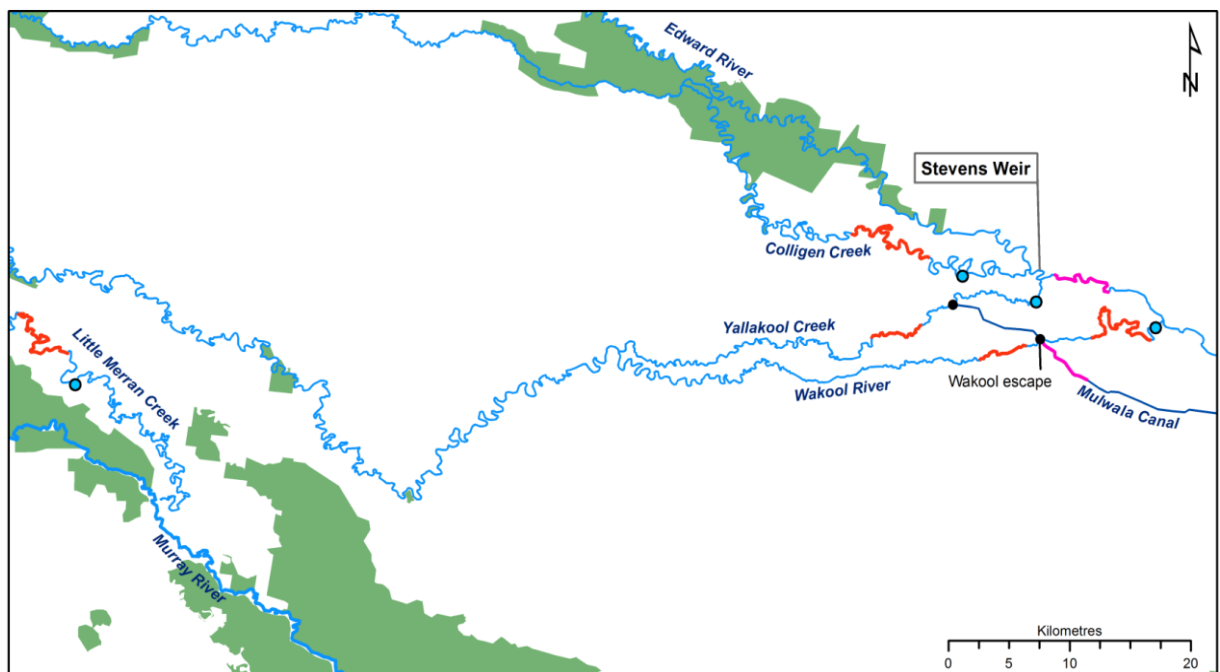 Edward River
N
Stevens Weir
Colligen Creek
Yallakool Creek
Little Merran Creek
Wakool River
Wakool escape
Mulwala Canal
Murray River
Kilometres
0 5 10 20